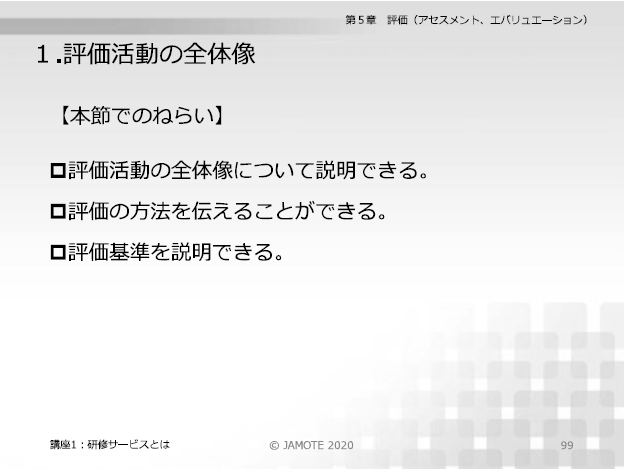 第５章　評価（アセスメント、エバリュエーション）
１.評価活動の全体像
【本節でのねらい】
評価活動の全体像について説明できる。
評価の方法を伝えることができる。
評価基準を説明できる。
講座1：研修サービスとは
© JAMOTE 2020
99